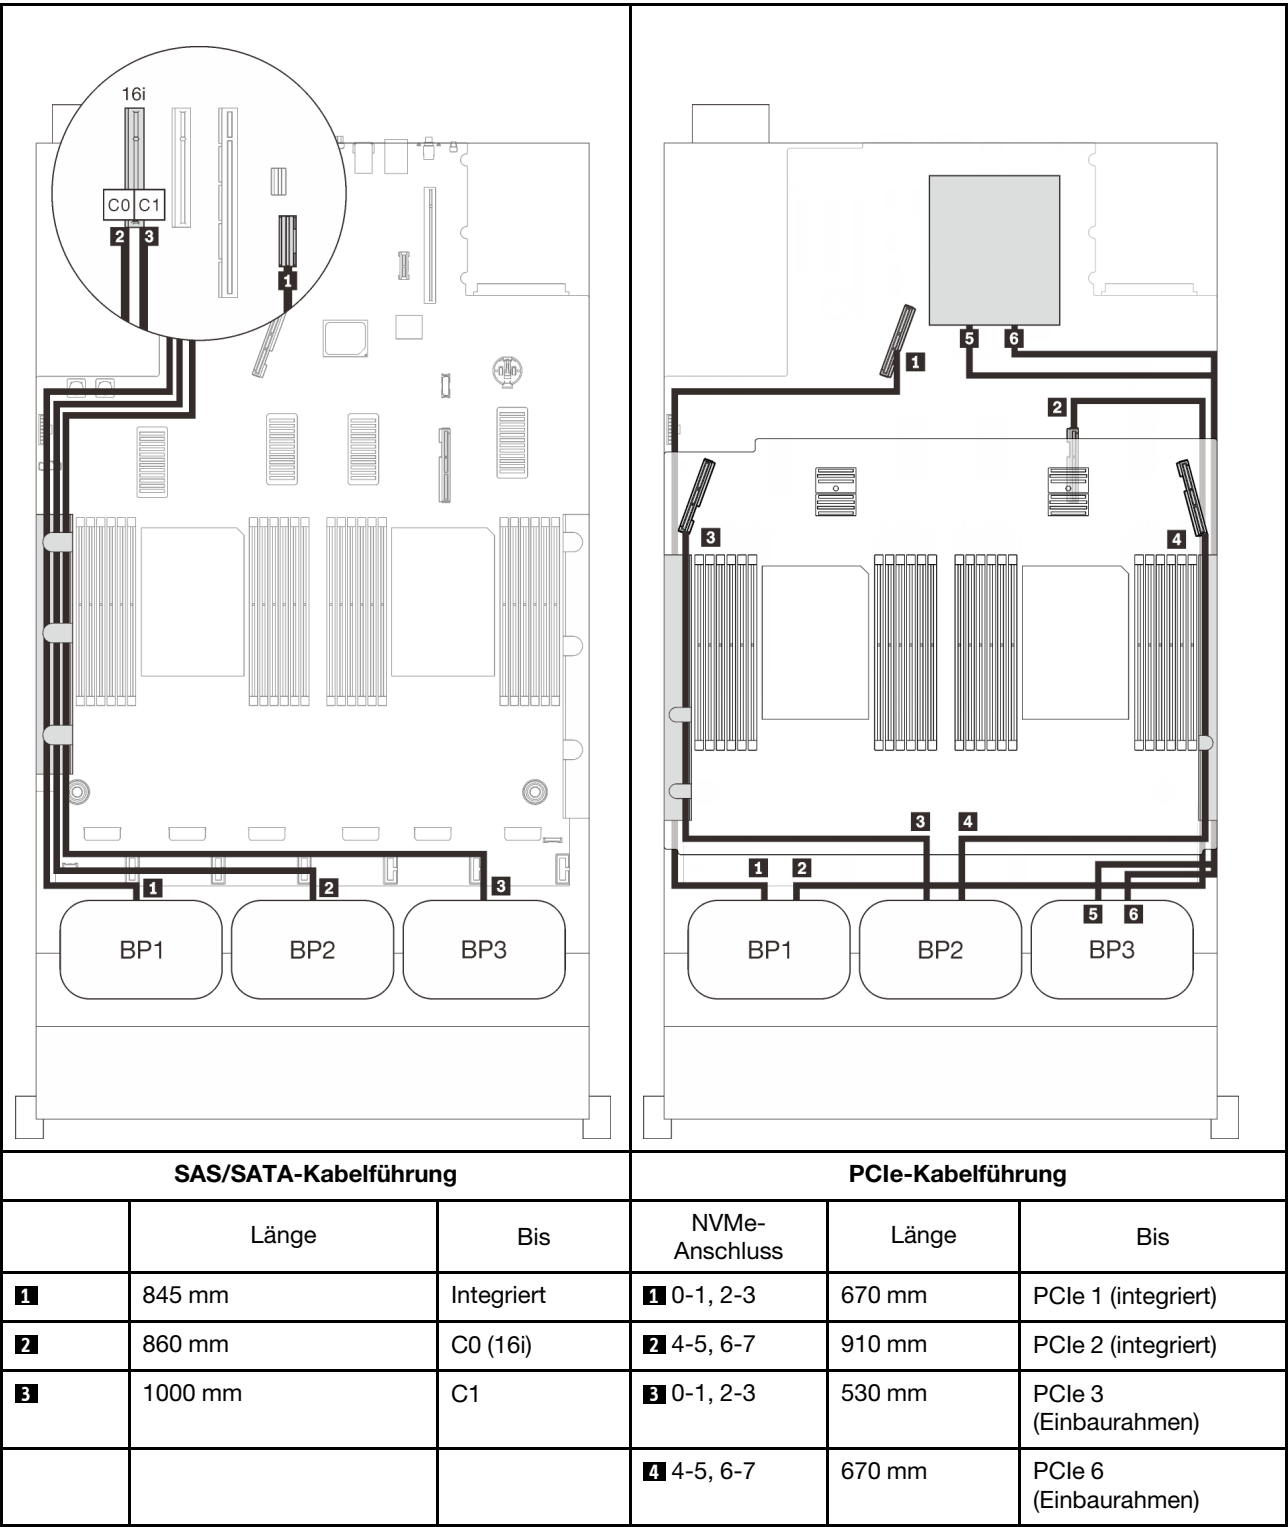 16i
C0 C1
2 3
1
1
2
3
BP1 BP2 BP3
5 6
1
2
3
4
3 4
1 2
5 6
BP1 BP2 BP3
SAS/SATA-Kabelführung
PCIe-Kabelführung
Länge
Bis
NVMe-
Anschluss
Länge
Bis
1 845 mm Integriert
1 0-1, 2-3 670 mm PCIe 1 (integriert)
2 860 mm C0 (16i)
2 4-5, 6-7 910 mm PCIe 2 (integriert)
3 1000 mm C1
3 0-1, 2-3 530 mm PCIe 3
(Einbaurahmen)
4 4-5, 6-7 670 mm PCIe 6
(Einbaurahmen)